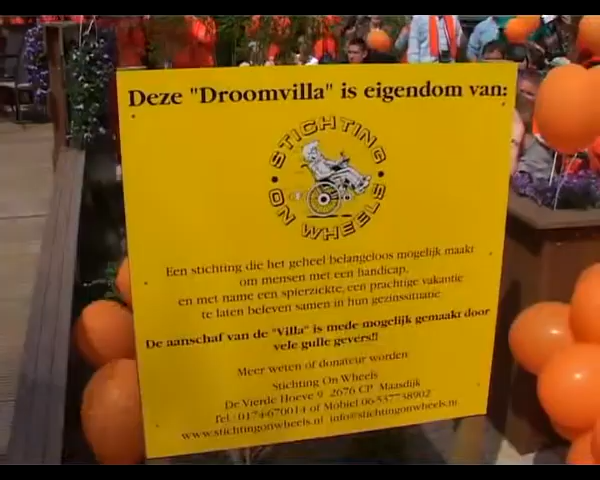 Deze "Droomvilla" is eigendom van:
STICHTING
ON WHEELS
Een stichting die het geheel belangeloos mogelijk maakt
om mensen met een handicap,
en met name een spierziekte, een prachtige vakantie
te laten beleven samen in hun gezinssituatie
De aanschaf van de "Villa" is mede mogelijk gemaakt door
vele gulle gevers!!
Meer weten of donateur worden
Stichting On Wheels
De Vierde Hoeve 9 2676 CP Maasdijk
Tel.: 0174-670014 of Mobiel 06-537738902
www.stichtingonwheels.nl info@stichtingonwheels.nl